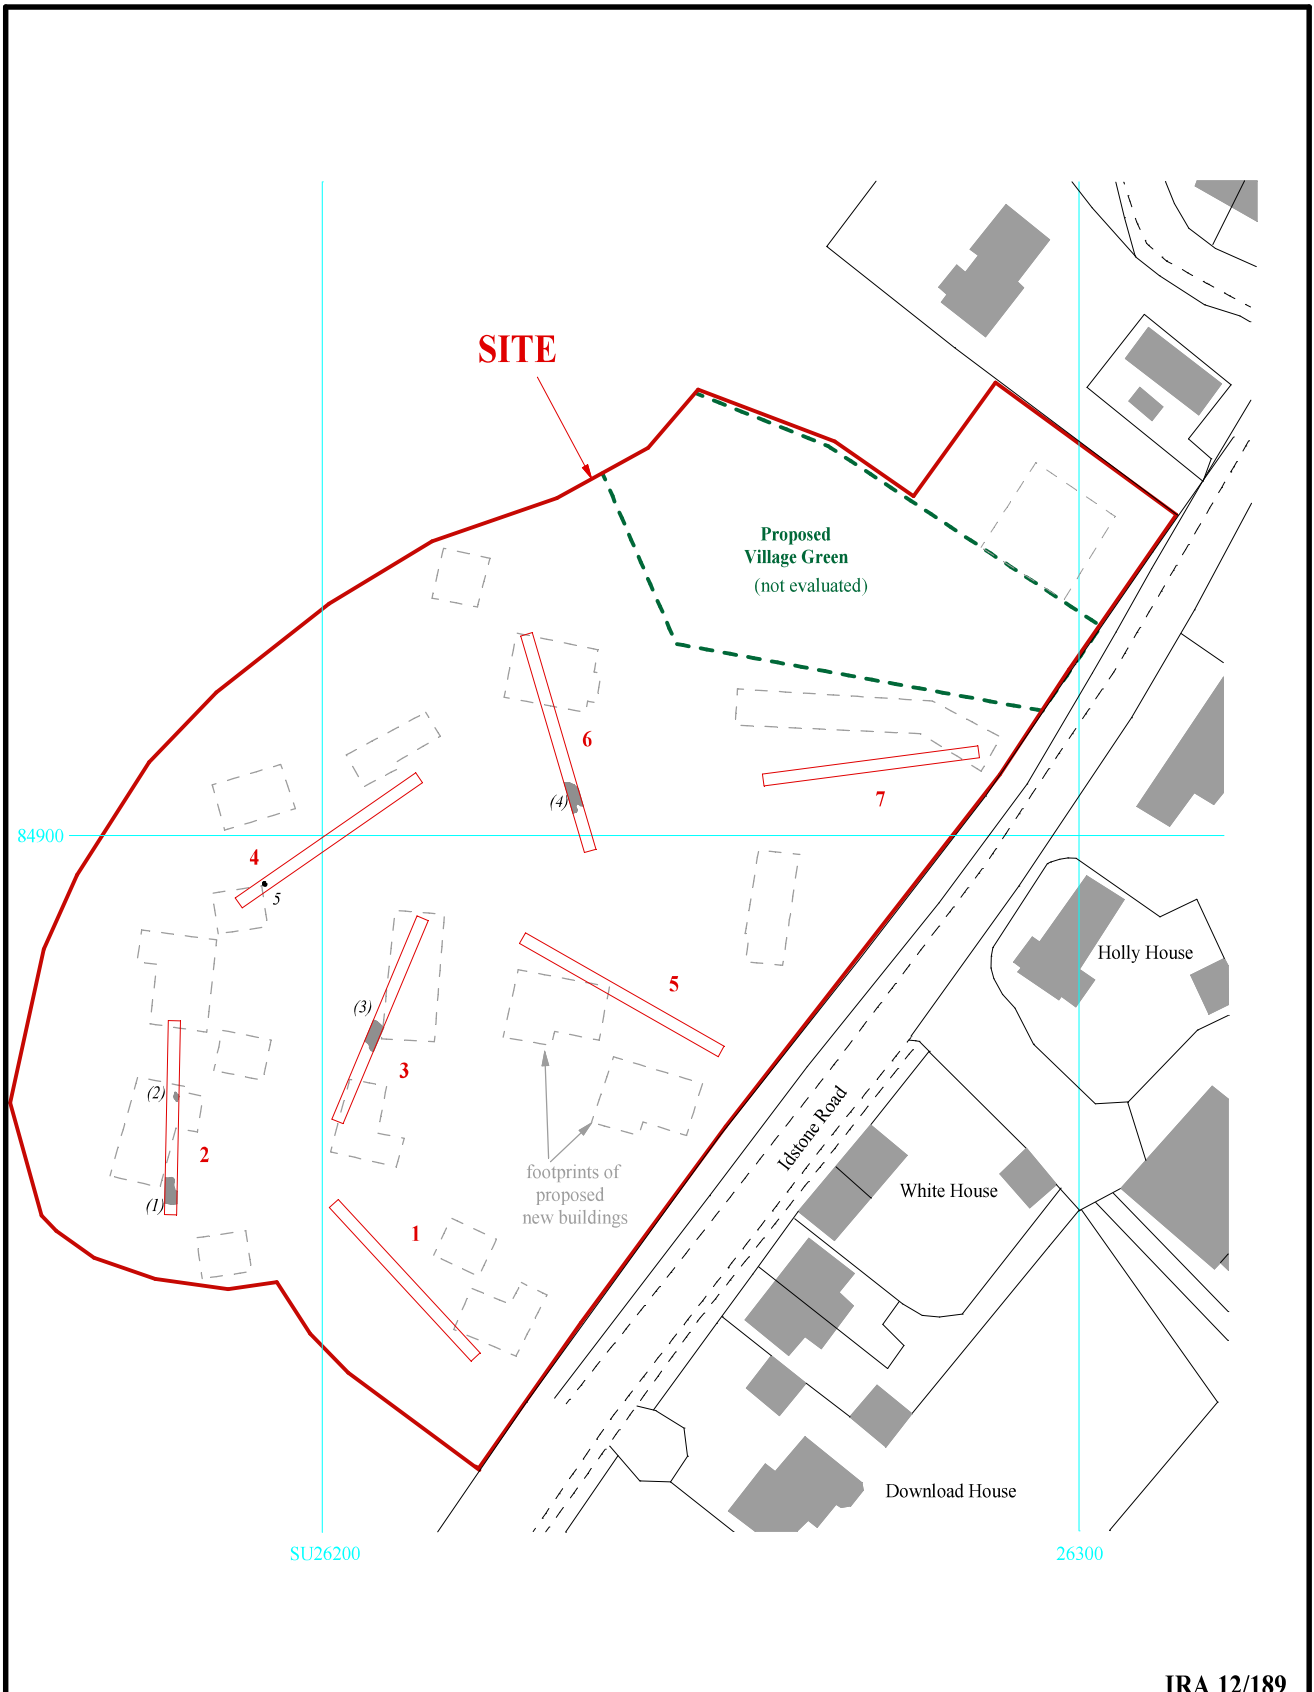 SITE
Proposed
Village Green
(not evaluated)
6
(4)
7
84900
4
5
Holly House
5
(3)
3
(2)
2
Idstone Road
footprints of
proposed
new buildings
White House
(1)
1
Download House
SU26200
26300
IRA 12/189